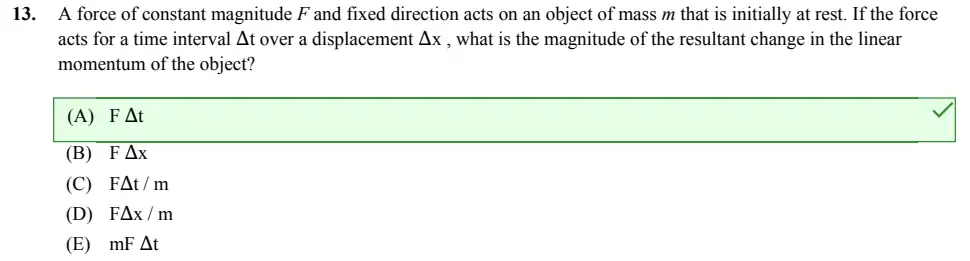 13. A force of constant magnitude F and fixed direction acts on an object of mass m that is initially at rest. If the force
acts for a time interval Δt over a displacement Δx , what is the magnitude of the resultant change in the linear
momentum of the object?
(A) F Δt
(B) F Δx
(C) FΔt / m
(D) FΔx / m
(E) mF Δt